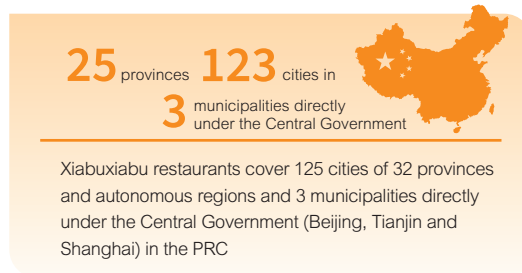 25 provinces 123 cities in
3 municipalities directly
under the Central Government
Xiabuxiabu restaurants cover 125 cities of 32 provinces
and autonomous regions and 3 municipalities directly
under the Central Government (Beijing, Tianjin and
Shanghai) in the PRC